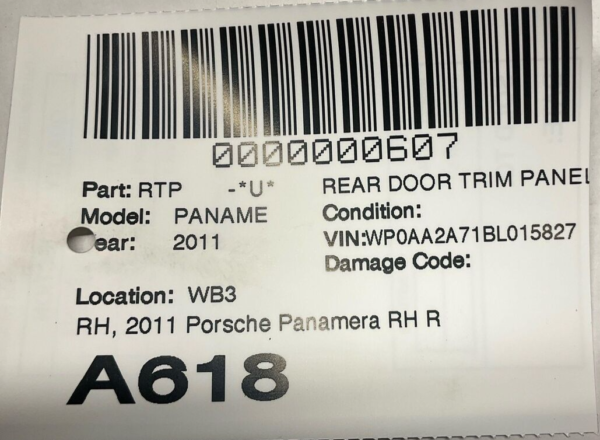 0000000607
Part: RTP -*U* REAR DOOR TRIM PANEL
Model: PANAME Condition:
ear: 2011 VIN:WP0AA2A71BL015827
Damage Code:
Location: WB3
RH, 2011 Porsche Panamera RH R
A618